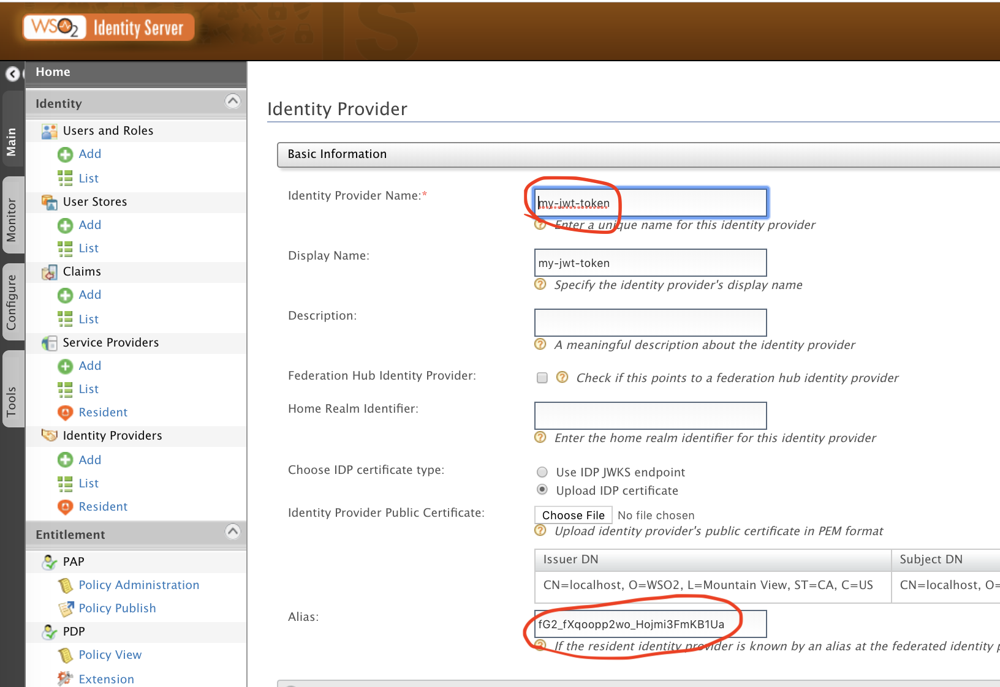 WSO2 Identity Server
Home
Identity
Users and Roles
Add
List
User Stores
Add
List
Claims
Add
List
Service Providers
Add
List
Resident
Identity Providers
Add
List
Resident
Entitlement
PAP
Policy Administration
Policy Publish
PDP
Policy View
Extension
Main
Monitor
Configure
Tools
Identity Provider
Basic Information
Identity Provider Name:*
my-jwt-token
Enter a unique name for this identity provider
Display Name:
my-jwt-token
Specify the identity provider's display name
Description:
A meaningful description about the identity provider
Federation Hub Identity Provider:
Check if this points to a federation hub identity provider
Home Realm Identifier:
Enter the home realm identifier for this identity provider
Choose IDP certificate type:
Use IDP JWKS endpoint
Upload IDP certificate
Identity Provider Public Certificate:
Choose File No file chosen
Upload identity provider's public certificate in PEM format
Issuer DN Subject DN
CN=localhost, O=WSO2, L=Mountain View, ST=CA, C=US CN=localhost, O=
Alias:
fG2_fXqoopp2wo_Hojmi3FmKB1Ua
If the resident identity provider is known by an alias at the federated identity p